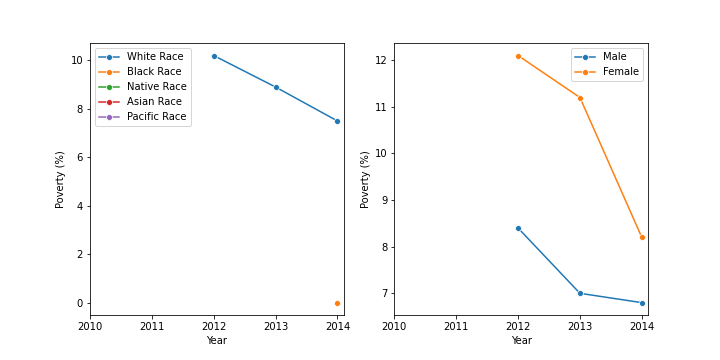 White Race
Black Race
Native Race
Asian Race
Pacific Race
10
8
6
4
2
0
Poverty (%)
2010 2011 2012 2013 2014
Year
Male
Female
12
11
10
9
8
7
Poverty (%)
2010 2011 2012 2013 2014
Year